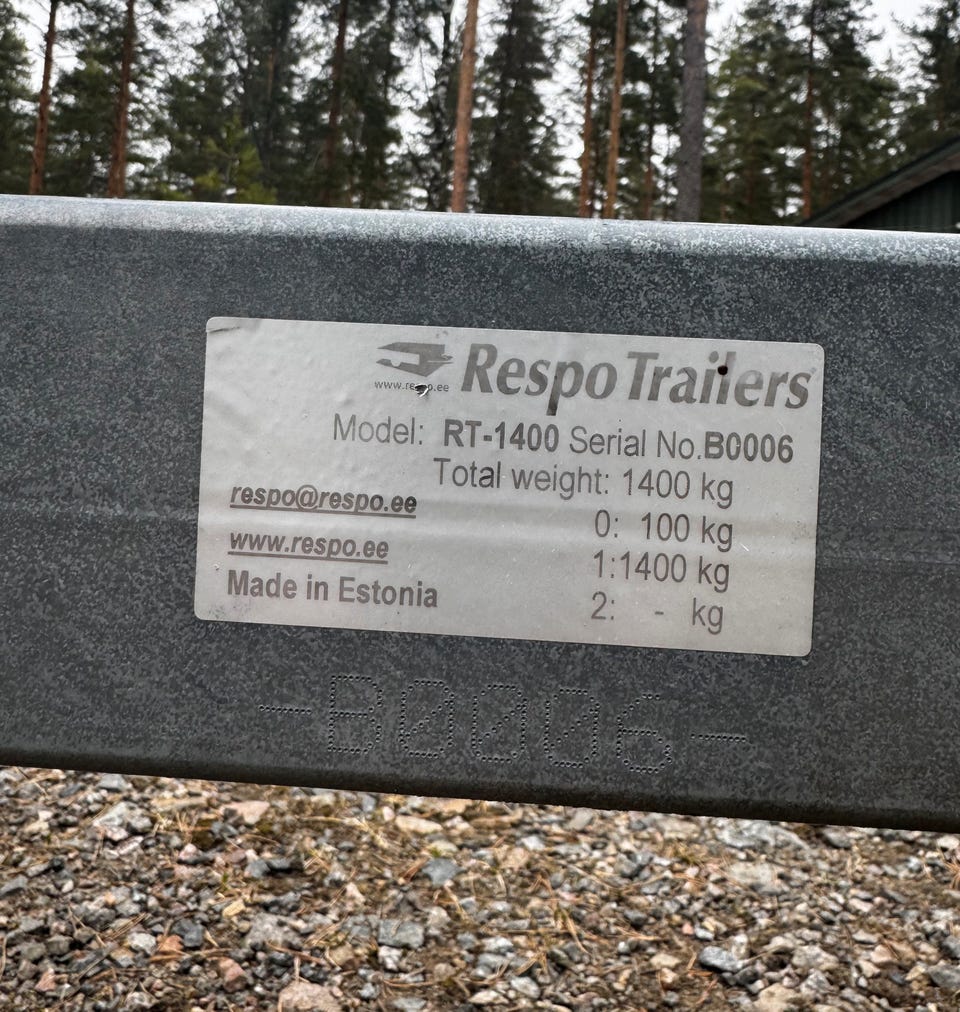 Respo Trailers
www.respo.ee
Model: RT-1400 Serial No.B0006
Total weight: 1400 kg
respo@respo.ee
0: 100 kg
www.respo.ee
1:1400 kg
Made in Estonia
2: - kg
-B0006-